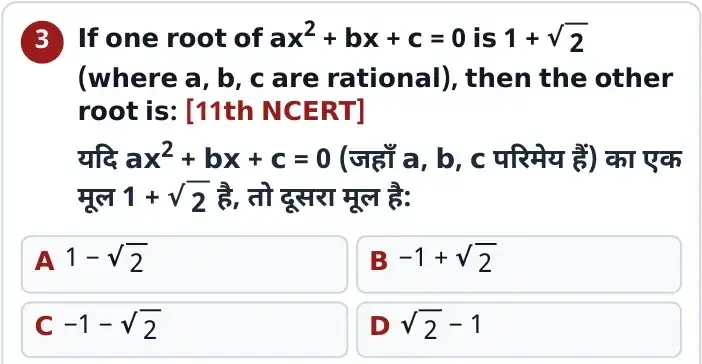 3 If one root of ax² + bx + c = 0 is 1 + √2
(where a, b, c are rational), then the other
root is: [11th NCERT]
यदि ax² + bx + c = 0 (जहाँ a, b, c परिमेय हैं) का एक
मूल 1 + √2 है, तो दूसरा मूल है:
A 1 − √2
B −1 + √2
C −1 − √2
D √2 − 1